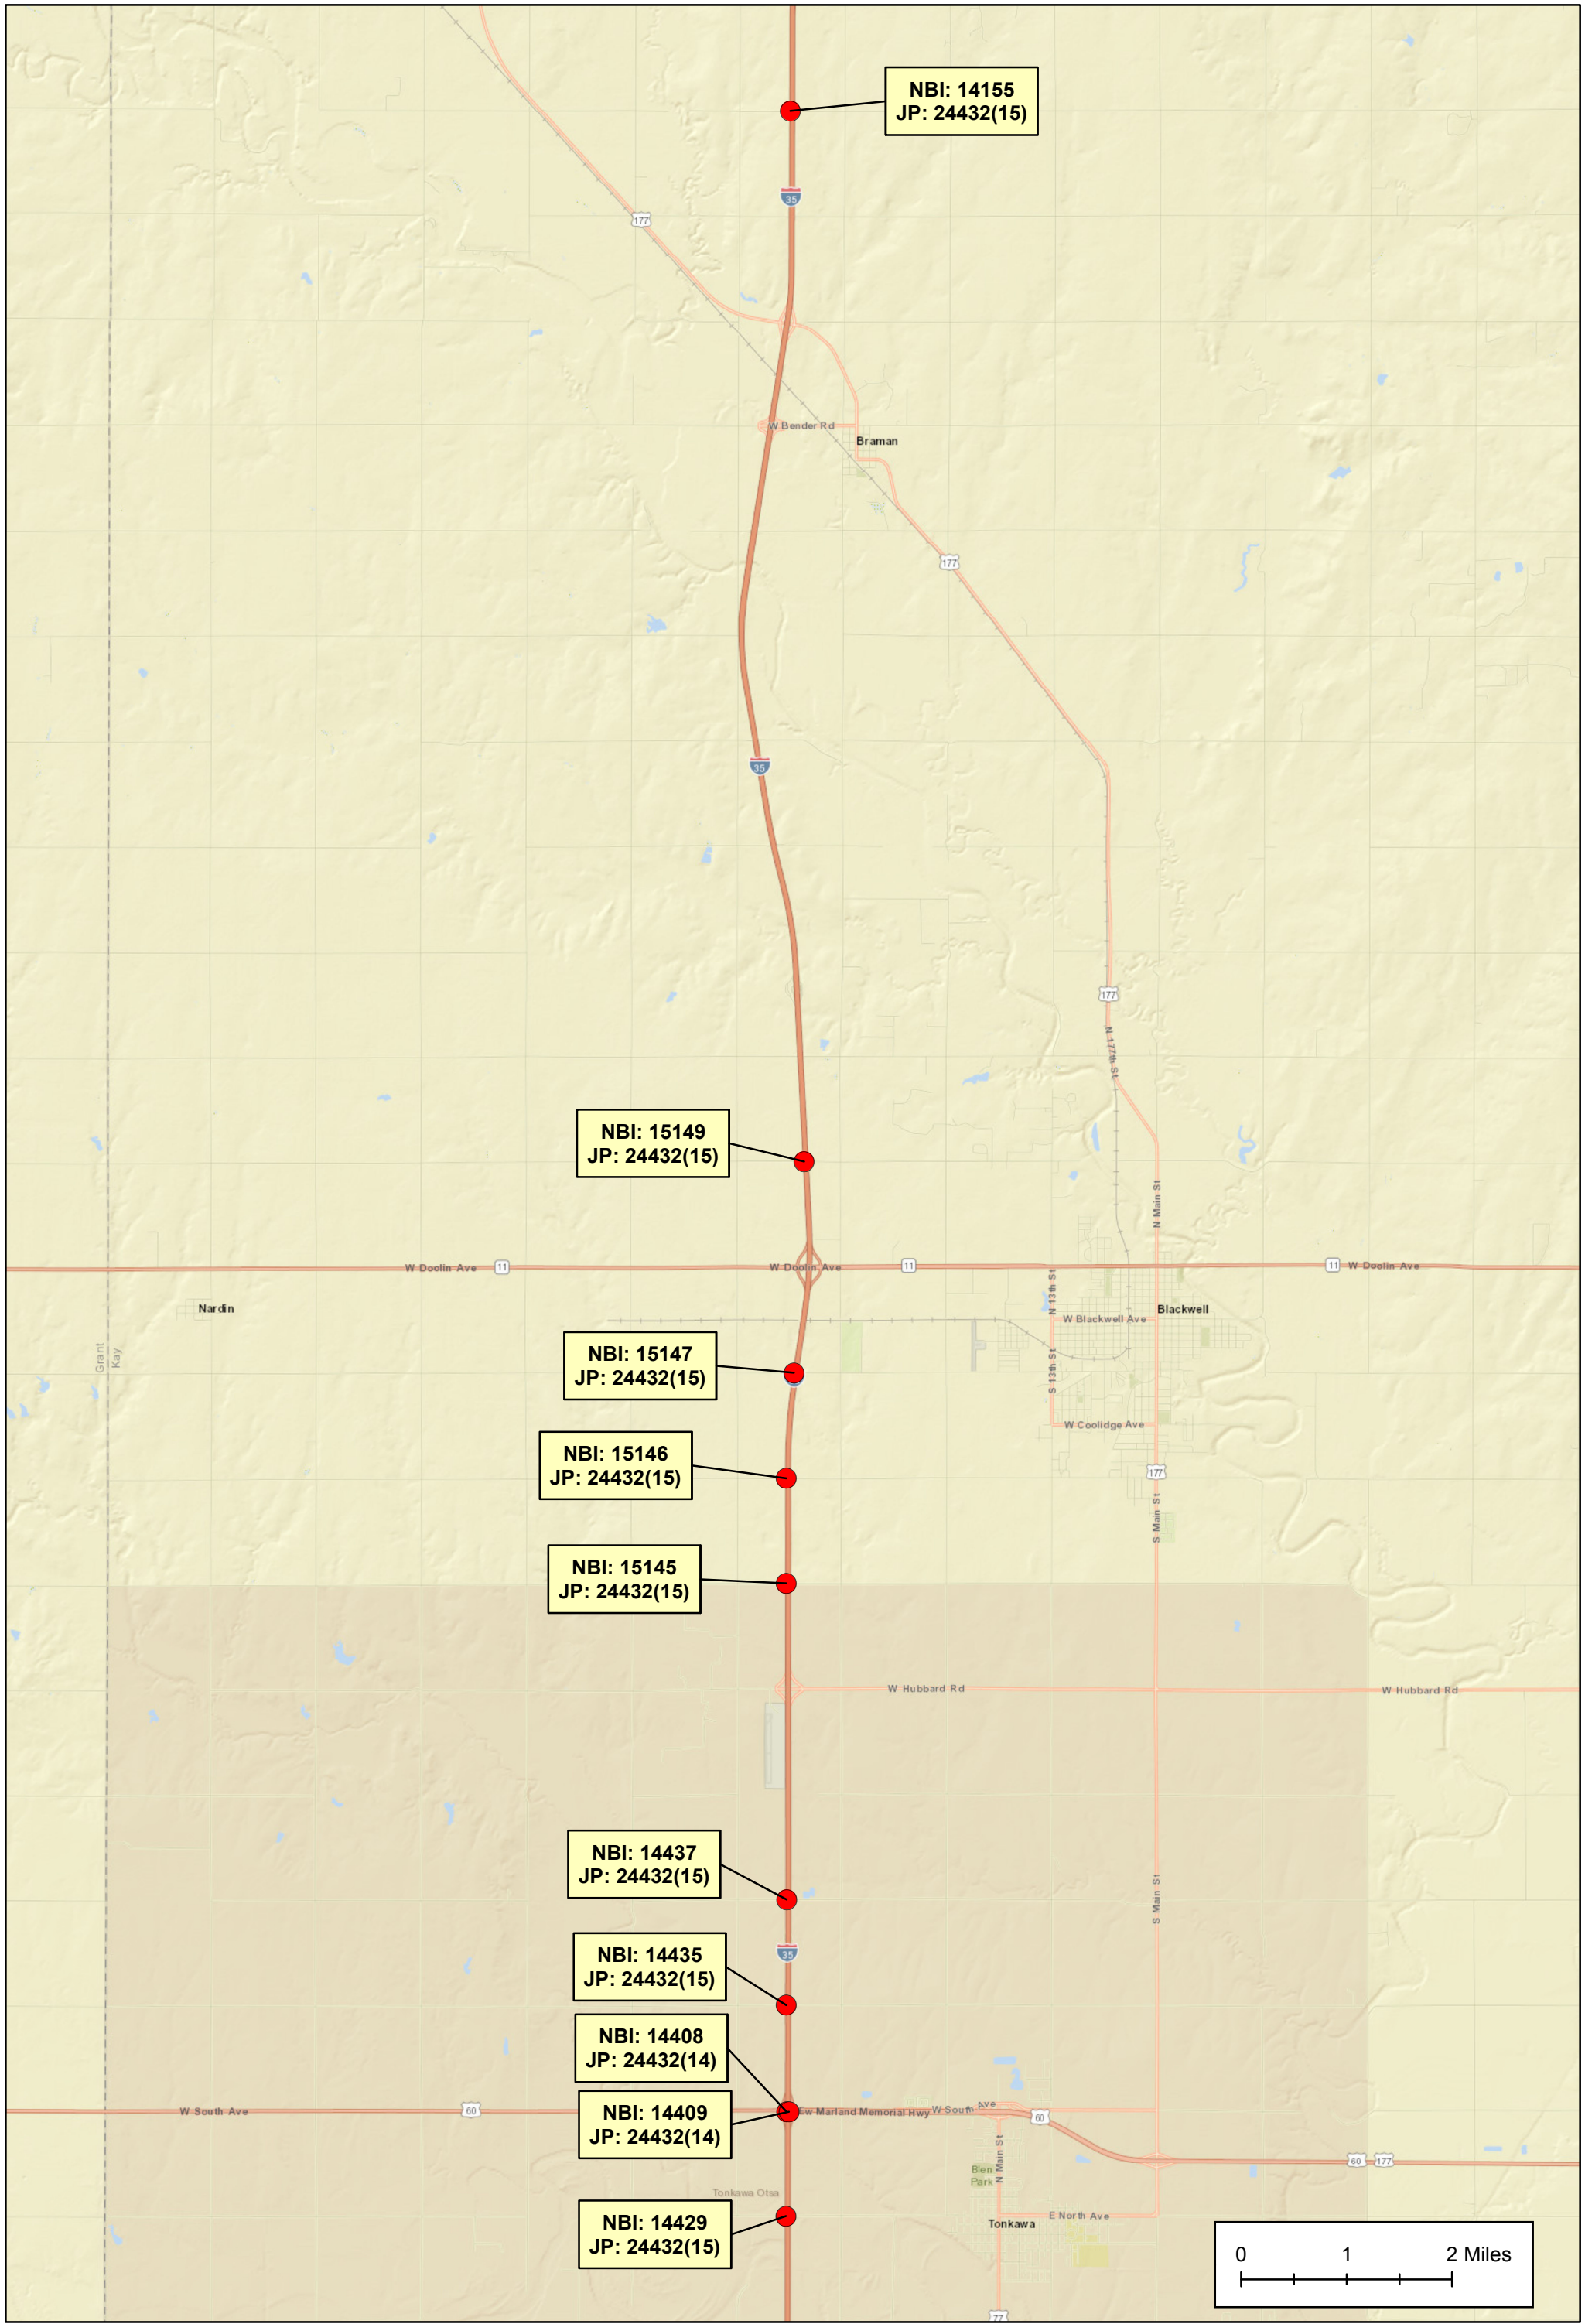 NBI: 14155
JP: 24432(15)
35
177
W Bender Rd
Braman
177
35
177
N 177th St
NBI: 15149
JP: 24432(15)
N Main St
W Doolin Ave
11
W Doolin Ave
11
11
W Doolin Ave
Nardin
N 13th St
Blackwell
W Blackwell Ave
Grant
Kay
NBI: 15147
JP: 24432(15)
S 13th St
W Coolidge Ave
NBI: 15146
JP: 24432(15)
177
S Main St
NBI: 15145
JP: 24432(15)
W Hubbard Rd
W Hubbard Rd
NBI: 14437
JP: 24432(15)
S Main St
35
NBI: 14435
JP: 24432(15)
NBI: 14408
JP: 24432(14)
W South Ave
60
Ew Marland Memorial Hwy
W South Ave
60
NBI: 14409
JP: 24432(14)
N Main St
60
177
Blen
Park
Tonkawa Otsa
E North Ave
Tonkawa
NBI: 14429
JP: 24432(15)
0 1 2 Miles
77